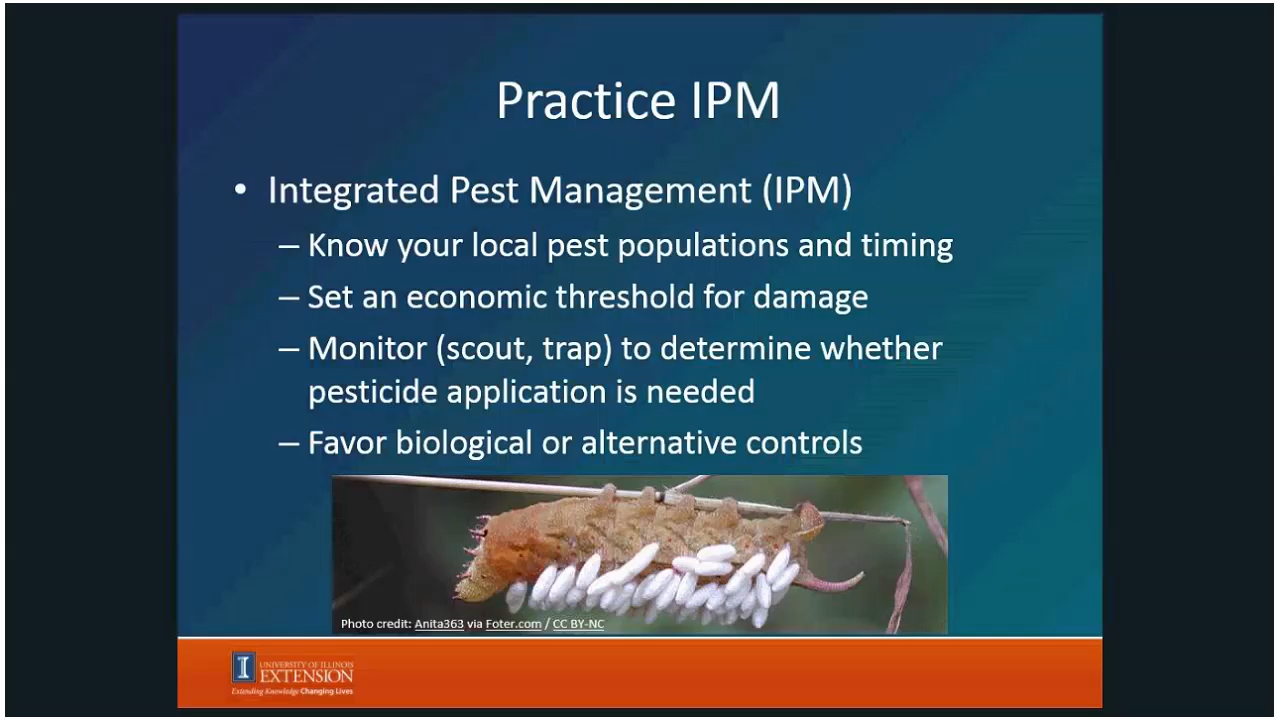 Practice IPM
• Integrated Pest Management (IPM)
– Know your local pest populations and timing
– Set an economic threshold for damage
– Monitor (scout, trap) to determine whether
pesticide application is needed
– Favor biological or alternative controls
Photo credit: Anita363 via Foter.com / CC BY-NC
I
UNIVERSITY OF ILLINOIS
EXTENSION
Extending Knowledge Changing Lives